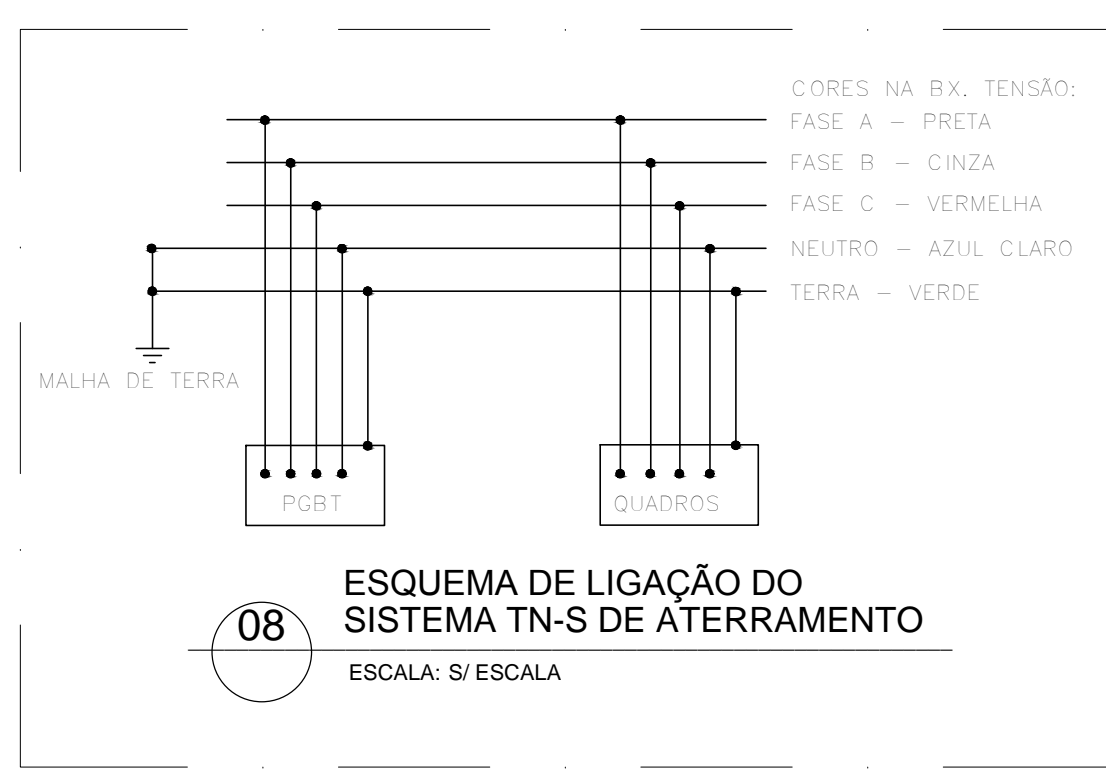 CORES NA BX. TENSÃO:
FASE A – PRETA
FASE B – CINZA
FASE C – VERMELHA
NEUTRO – AZUL CLARO
TERRA – VERDE
MALHA DE TERRA
PGBT
QUADROS
08
ESQUEMA DE LIGAÇÃO DO
SISTEMA TN-S DE ATERRAMENTO
ESCALA: S/ ESCALA